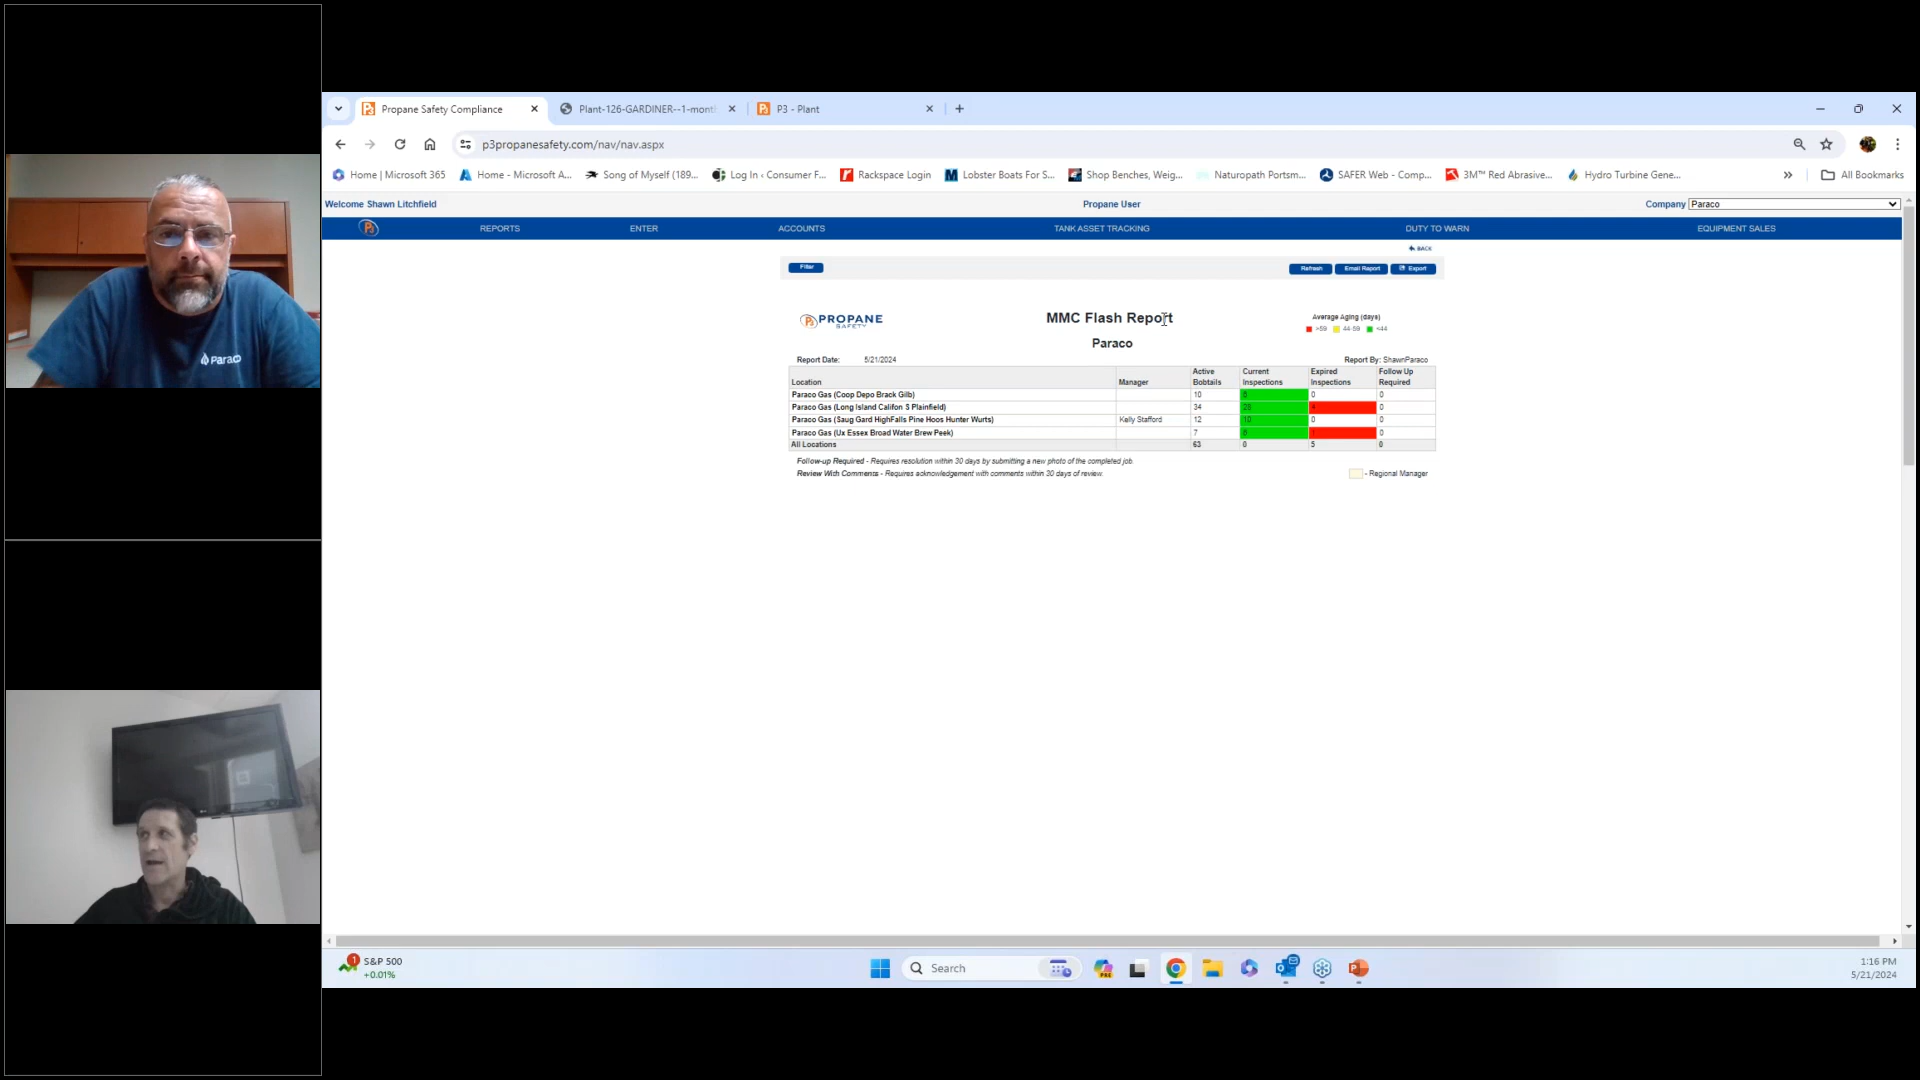 Propane Safety Compliance
Plant-126-GARDINER--1-mont
P3 - Plant
p3propanesafety.com/nav/nav.aspx
Home | Microsoft 365
Home - Microsoft A...
Song of Myself (189...
Log In ‹ Consumer F...
Rackspace Login
Lobster Boats For S...
Shop Benches, Weig...
Naturopath Portsm...
SAFER Web - Comp...
3M™ Red Abrasive...
Hydro Turbine Gene...
All Bookmarks
Welcome Shawn Litchfield
Propane User
Company Paraco
REPORTS ENTER ACCOUNTS TANK ASSET TRACKING DUTY TO WARN EQUIPMENT SALES
BACK
Filter
Refresh Email Report Export
P3 PROPANE
SAFETY
MMC Flash Report
Average Aging (days)
>59 44-59 <44
Paraco
Report Date: 5/21/2024
Report By: ShawnParaco
Location Manager Active Bobtails Current Inspections Expired Inspections Follow Up Required
Paraco Gas (Coop Depo Brack Gilb) 10 0 0
Paraco Gas (Long Island Califon S Plainfield) 34 0
Paraco Gas (Saug Gard HighFalls Pine Hoos Hunter Wurts) Kelly Stafford 12 10 0 0
Paraco Gas (Ux Essex Broad Water Brew Peek) 7 0
All Locations 63 0 5 0
Follow-up Required - Requires resolution within 30 days by submitting a new photo of the completed job.
Review With Comments - Requires acknowledgement with comments within 30 days of review.
- Regional Manager
Paraco
1
S&P 500
+0.01%
Search
1:16 PM
5/21/2024